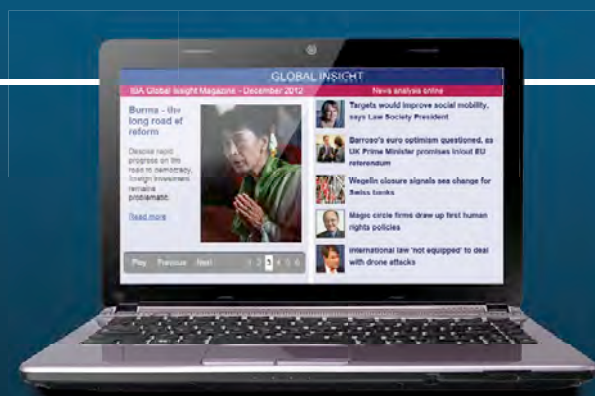 GLOBAL INSIGHT
IBA Global Insight Magazine - December 2012
News analysis online
Burma - the
long road of
reform
Despite rapid
progress on the
road to democracy,
foreign investment
remains
problematic.
Read more
Play Previous Next 1 2 3 4 5 6
Targets would improve social mobility,
says Law Society President
Barroso's euro optimism questioned, as
UK Prime Minister promises in/out EU
referendum
Wegelin closure signals sea change for
Swiss banks
Magic circle firms draw up first human
rights policies
International law 'not equipped' to deal
with drone attacks